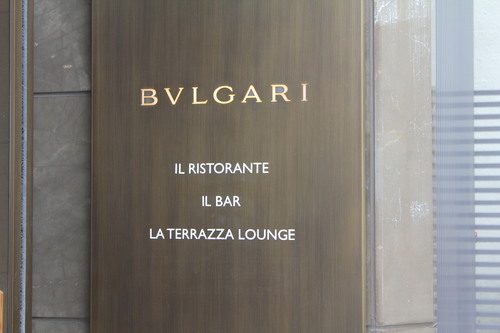 BVLGARI
IL RISTORANTE
IL BAR
LA TERRAZZA LOUNGE